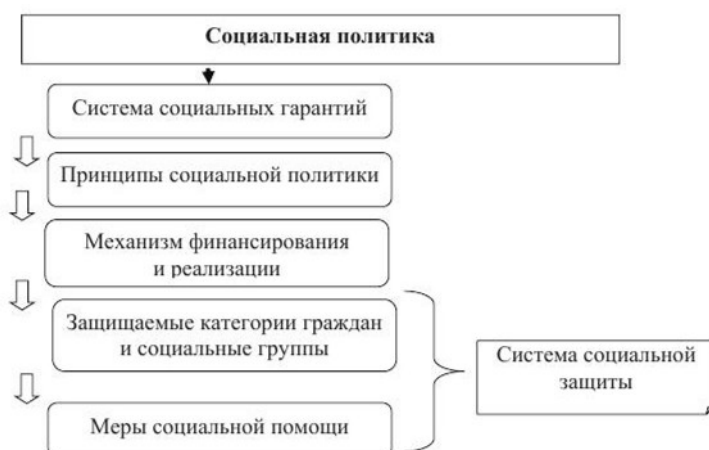 Социальная политика
Система социальных гарантий
Принципы социальной политики
Механизм финансирования
и реализации
Защищаемые категории граждан
и социальные группы
Система социальной
защиты
Меры социальной помощи